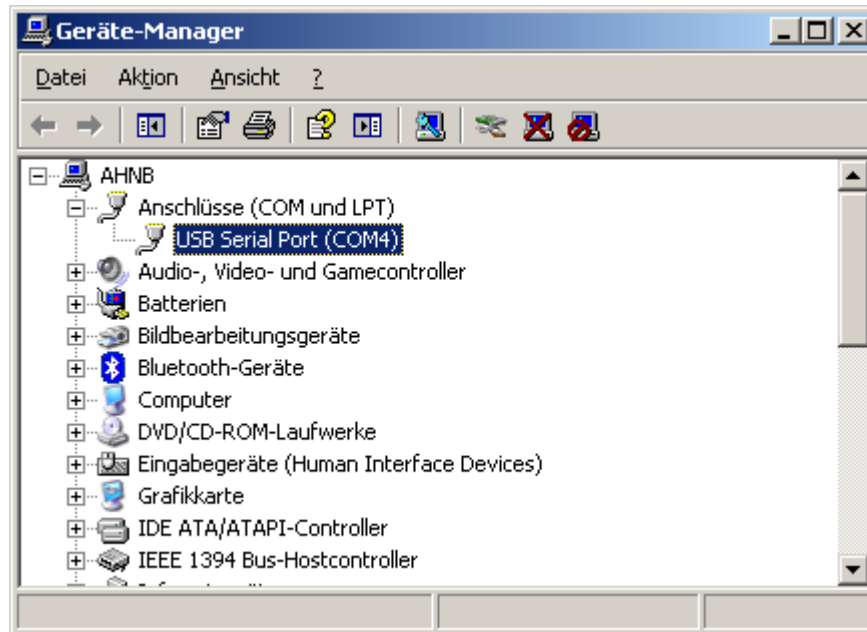 Geräte-Manager
Datei Aktion Ansicht ?
AHNB
Anschlüsse (COM und LPT)
USB Serial Port (COM4)
Audio-, Video- und Gamecontroller
Batterien
Bildbearbeitungsgeräte
Bluetooth-Geräte
Computer
DVD/CD-ROM-Laufwerke
Eingabegeräte (Human Interface Devices)
Grafikkarte
IDE ATA/ATAPI-Controller
IEEE 1394 Bus-Hostcontroller